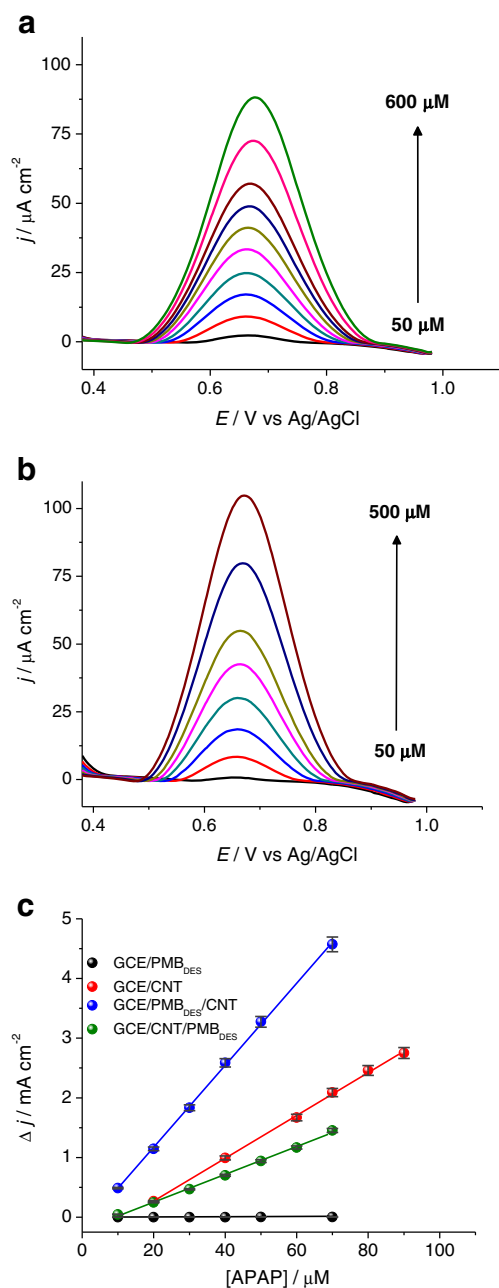 a
100
75
50
25
0
j / µA cm⁻²
600 µM
50 µM
0.4 0.6 0.8 1.0
E / V vs Ag/AgCl
b
100
75
50
25
0
j / µA cm⁻²
500 µM
50 µM
0.4 0.6 0.8 1.0
E / V vs Ag/AgCl
c
5
4
3
2
1
0
Δ j / mA cm⁻²
GCE/PMB_DES
GCE/CNT
GCE/PMB_DES/CNT
GCE/CNT/PMB_DES
0 20 40 60 80 100
[APAP] / µM